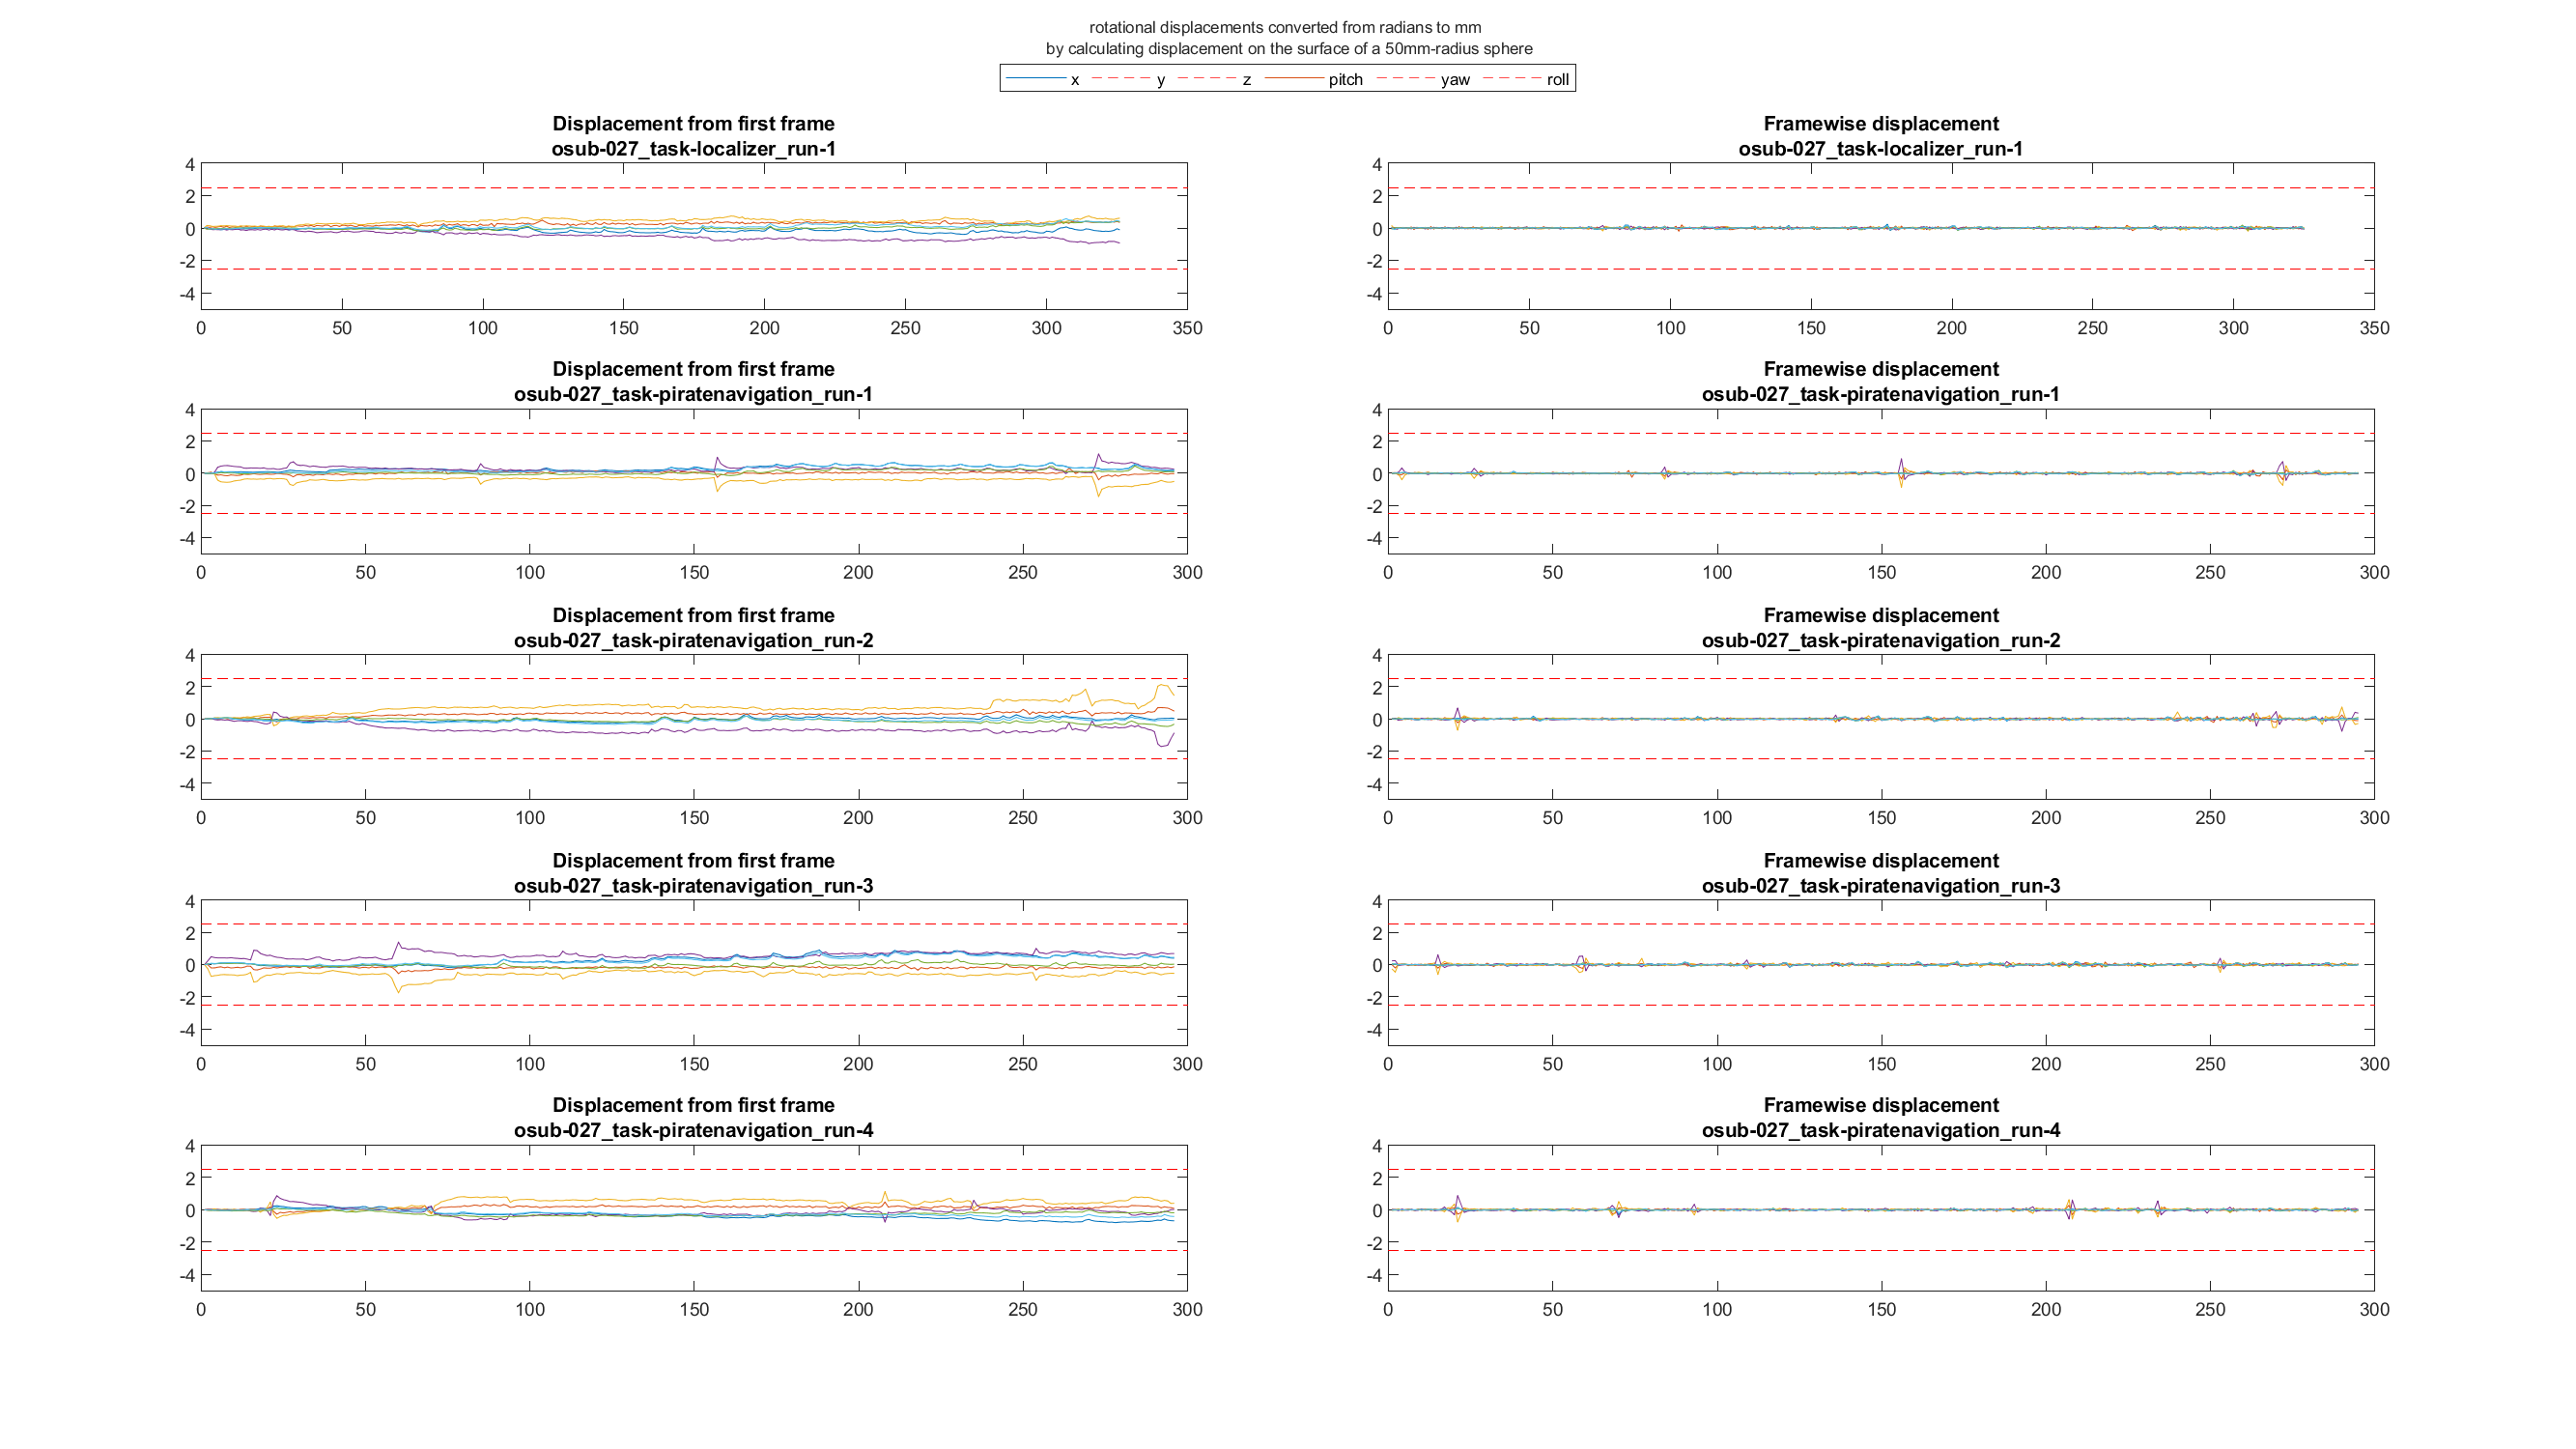 rotational displacements converted from radians to mm
by calculating displacement on the surface of a 50mm-radius sphere
x y z pitch yaw roll
Displacement from first frame
osub-027_task-localizer_run-1
4
2
0
-2
-4
0 50 100 150 200 250 300 350
Framewise displacement
osub-027_task-localizer_run-1
4
2
0
-2
-4
0 50 100 150 200 250 300 350
Displacement from first frame
osub-027_task-piratenavigation_run-1
4
2
0
-2
-4
0 50 100 150 200 250 300
Framewise displacement
osub-027_task-piratenavigation_run-1
4
2
0
-2
-4
0 50 100 150 200 250 300
Displacement from first frame
osub-027_task-piratenavigation_run-2
4
2
0
-2
-4
0 50 100 150 200 250 300
Framewise displacement
osub-027_task-piratenavigation_run-2
4
2
0
-2
-4
0 50 100 150 200 250 300
Displacement from first frame
osub-027_task-piratenavigation_run-3
4
2
0
-2
-4
0 50 100 150 200 250 300
Framewise displacement
osub-027_task-piratenavigation_run-3
4
2
0
-2
-4
0 50 100 150 200 250 300
Displacement from first frame
osub-027_task-piratenavigation_run-4
4
2
0
-2
-4
0 50 100 150 200 250 300
Framewise displacement
osub-027_task-piratenavigation_run-4
4
2
0
-2
-4
0 50 100 150 200 250 300